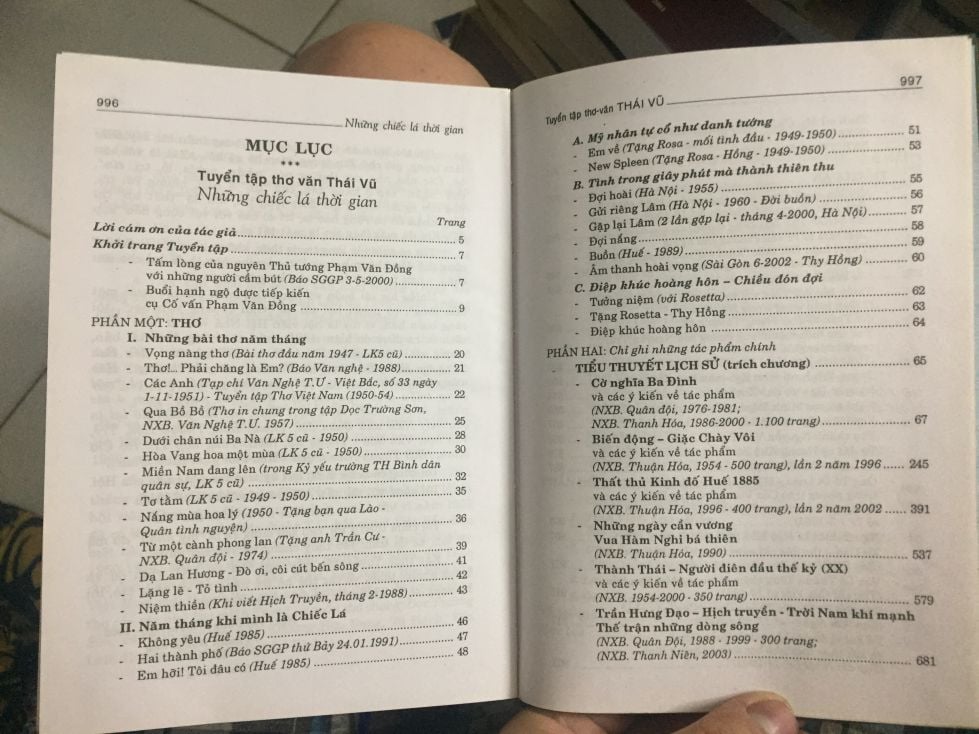 996
Những chiếc lá thời gian
MỤC LỤC
***
Tuyển tập thơ văn Thái Vũ
Những chiếc lá thời gian
Trang
Lời cám ơn của tác giả ........ 5
Khởi trang Tuyển tập ........ 7
- Tấm lòng của nguyên Thủ tướng Phạm Văn Đồng
với những người cầm bút (Báo SGGP 3-5-2000) ........ 7
- Buổi hạnh ngộ được tiếp kiến
cụ Cố vấn Phạm Văn Đồng ........ 9
PHẦN MỘT: THƠ
I. Những bài thơ năm tháng
- Vọng nàng thơ (Bài thơ đầu năm 1947 - LK5 cũ) ........ 20
- Thơ!... Phải chăng là Em? (Báo Văn nghệ - 1988) ........ 21
- Các Anh (Tạp chí Văn Nghệ T.Ư - Việt Bắc, số 33 ngày
1-11-1951) - Tuyển tập Thơ Việt Nam (1950-54) ........ 22
- Qua Bồ Bồ (Thơ in chung trong tập Dọc Trường Sơn,
NXB. Văn Nghệ T.Ư. 1957) ........ 25
- Dưới chân núi Bà Nà (LK 5 cũ - 1950) ........ 28
- Hòa Vang hoa một mùa (LK 5 cũ - 1950) ........ 30
- Miền Nam đang lên (trong Kỷ yếu trường TH Bình dân
quân sự, LK 5 cũ) ........ 32
- Tơ tằm (LK 5 cũ - 1949 - 1950) ........ 35
- Nắng mùa hoa lý (1950 - Tặng bạn qua Lào -
Quân tình nguyện) ........ 36
- Từ một cành phong lan (Tặng anh Trần Cư -
NXB. Quân đội - 1974) ........ 39
- Dạ Lan Hương - Đò ơi, côi cút bến sông ........ 41
- Lặng lẽ - Tỏ tình ........ 42
- Niệm thiền (Khi viết Hịch Truyền, tháng 2-1988) ........ 43
II. Năm tháng khi mình là Chiếc Lá
- Không yêu (Huế 1985) ........ 46
- Hai thành phố (Báo SGGP thứ Bảy 24.01.1991) ........ 47
- Em hỡi! Tôi đâu có (Huế 1985) ........ 48
997
Tuyển tập thơ-văn THÁI VŨ
A. Mỹ nhân tự cổ như danh tướng
- Em về (Tặng Rosa - mối tình đầu - 1949-1950) ........ 51
- New Spleen (Tặng Rosa - Hồng - 1949-1950) ........ 53
B. Tình trong giây phút mà thành thiên thu
- Đợi hoài (Hà Nội - 1955) ........ 55
- Gửi riêng Lâm (Hà Nội - 1960 - Đời buồn) ........ 56
- Gặp lại Lâm (2 lần gặp lại - tháng 4-2000, Hà Nội) ........ 57
- Đợi nắng ........ 58
- Buồn (Huế - 1989) ........ 59
- Âm thanh hoài vọng (Sài Gòn 6-2002 - Thy Hồng) ........ 60
C. Điệp khúc hoàng hôn – Chiều đón đợi
- Tưởng niệm (với Rosetta) ........ 62
- Tặng Rosetta - Thy Hồng ........ 63
- Điệp khúc hoàng hôn ........ 64
PHẦN HAI: Chỉ ghi những tác phẩm chính
- TIỂU THUYẾT LỊCH SỬ (trích chương) ........ 65
- Cờ nghĩa Ba Đình
và các ý kiến về tác phẩm
(NXB. Quân đội, 1976-1981;
NXB. Thanh Hóa, 1986-2000 - 1.100 trang) ........ 67
- Biến động – Giặc Chày Vôi
và các ý kiến về tác phẩm
(NXB. Thuận Hóa, 1954 - 500 trang), lần 2 năm 1996 ...... 245
- Thất thủ Kinh đô Huế 1885
và các ý kiến về tác phẩm
(NXB. Thuận Hóa, 1996 - 400 trang), lần 2 năm 2002 ...... 391
- Những ngày cần vương
Vua Hàm Nghi bá thiên
(NXB. Thuận Hóa, 1990) ........ 537
- Thành Thái – Người điên đầu thế kỷ (XX)
và các ý kiến về tác phẩm
(NXB. 1954-2000 - 350 trang) ........ 579
- Trần Hưng Đạo – Hịch truyền - Trời Nam khí mạnh
Thế trận những dòng sông
(NXB. Quân Đội, 1988 - 1999 - 300 trang;
(NXB. Thanh Niên, 2003) ........ 681